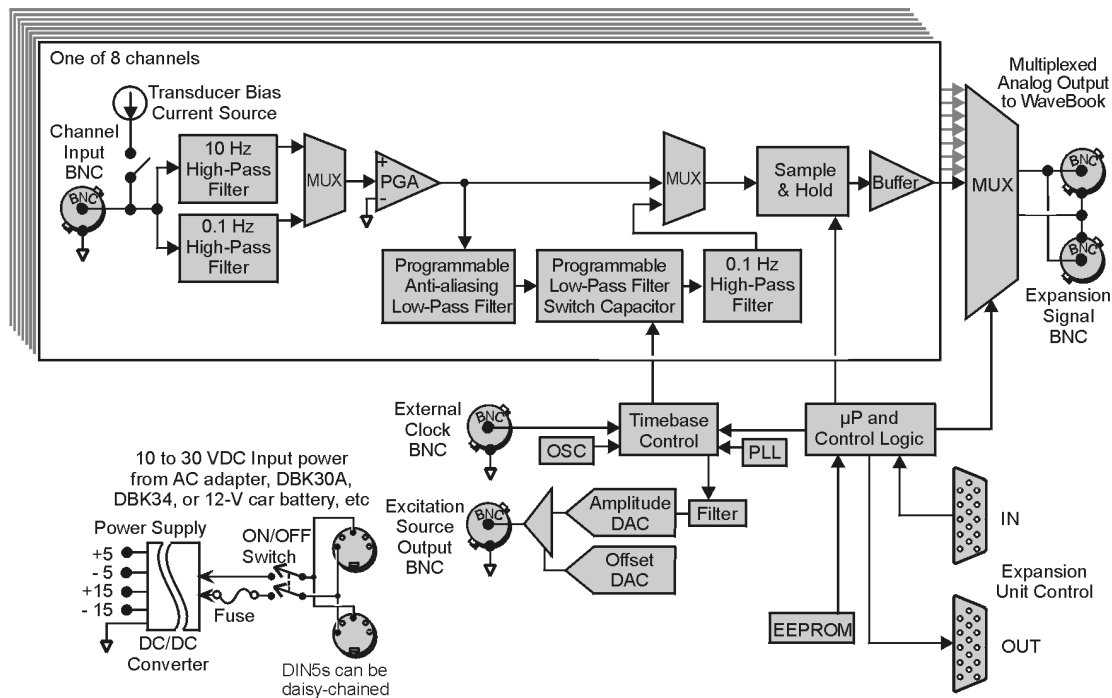 One of 8 channels
Transducer Bias
Current Source
Channel
Input
BNC
BNC
10 Hz
High-Pass
Filter
0.1 Hz
High-Pass
Filter
MUX
+
PGA
-
Programmable
Anti-aliasing
Low-Pass Filter
Programmable
Low-Pass Filter
Switch Capacitor
0.1 Hz
High-Pass
Filter
MUX
Sample
& Hold
Buffer
MUX
Multiplexed
Analog Output
to WaveBook
BNC
BNC
Expansion
Signal
BNC
External
Clock
BNC
BNC
OSC
Timebase
Control
PLL
µP and
Control Logic
10 to 30 VDC Input power
from AC adapter, DBK30A,
DBK34, or 12-V car battery, etc
Excitation
Source
Output
BNC
BNC
Amplitude
DAC
Filter
Offset
DAC
IN
Expansion
Unit Control
OUT
EEPROM
Power Supply
+5
- 5
+15
- 15
ON/OFF
Switch
Fuse
DC/DC
Converter
DIN5s can be
daisy-chained